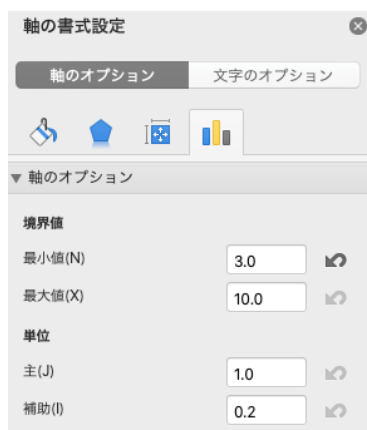 軸の書式設定
軸のオプション 文字のオプション
軸のオプション
境界値
最小値(N) 3.0
最大値(X) 10.0
単位
主(J) 1.0
補助(I) 0.2